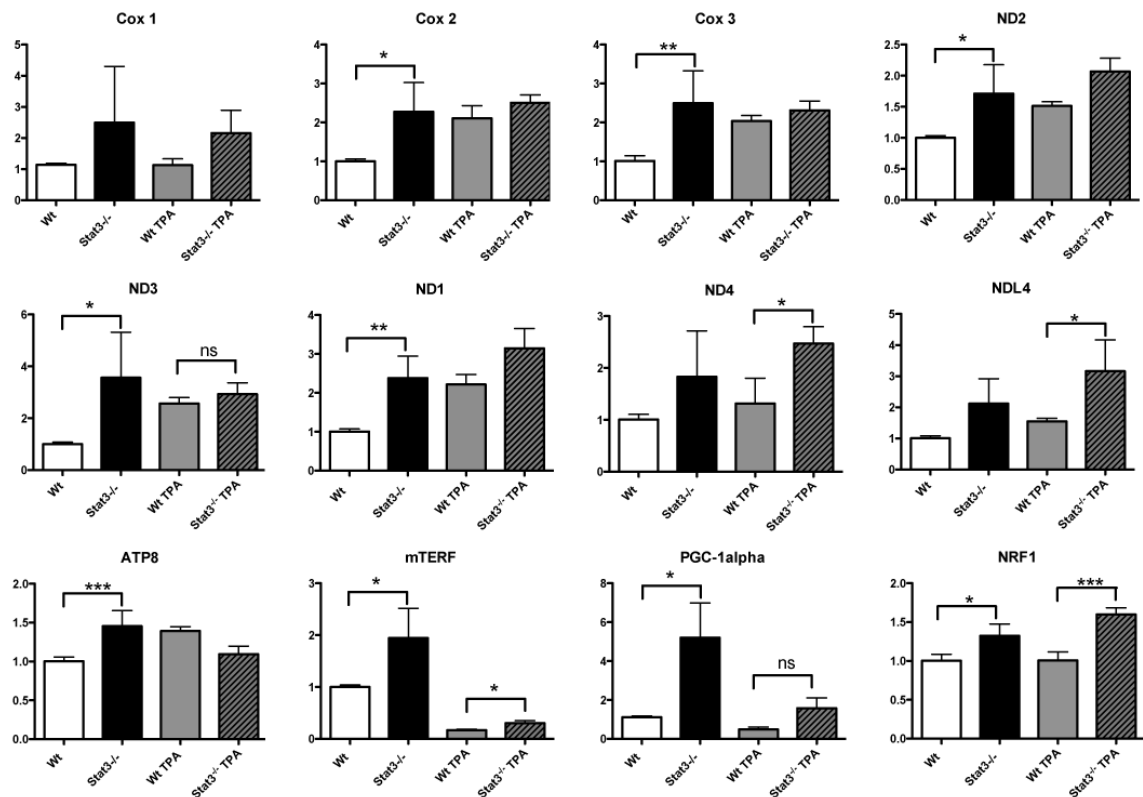 Cox 1
5
4
3
2
1
0
Wt
Stat3-/-
Wt TPA
Stat3-/- TPA
Cox 2
4
3
2
1
0
*
Wt
Stat3-/-
Wt TPA
Stat3-/- TPA
Cox 3
4
3
2
1
0
**
Wt
Stat3-/-
Wt TPA
Stat3-/- TPA
ND2
2.5
2.0
1.5
1.0
0.5
0.0
*
Wt
Stat3-/-
Wt TPA
Stat3-/- TPA
ND3
6
4
2
0
*
ns
Wt
Stat3-/-
Wt TPA
Stat3-/- TPA
ND1
4
3
2
1
0
**
Wt
Stat3-/-
Wt TPA
Stat3-/- TPA
ND4
3
2
1
0
*
Wt
Stat3-/-
Wt TPA
Stat3-/- TPA
NDL4
5
4
3
2
1
0
*
Wt
Stat3-/-
Wt TPA
Stat3-/- TPA
ATP8
2.0
1.5
1.0
0.5
0.0
***
Wt
Stat3-/-
Wt TPA
Stat3-/- TPA
mTERF
3
2
1
0
*
*
Wt
Stat3-/-
Wt TPA
Stat3-/- TPA
PGC-1alpha
8
6
4
2
0
*
ns
Wt
Stat3-/-
Wt TPA
Stat3-/- TPA
NRF1
2.0
1.5
1.0
0.5
0.0
*
***
Wt
Stat3-/-
Wt TPA
Stat3-/- TPA